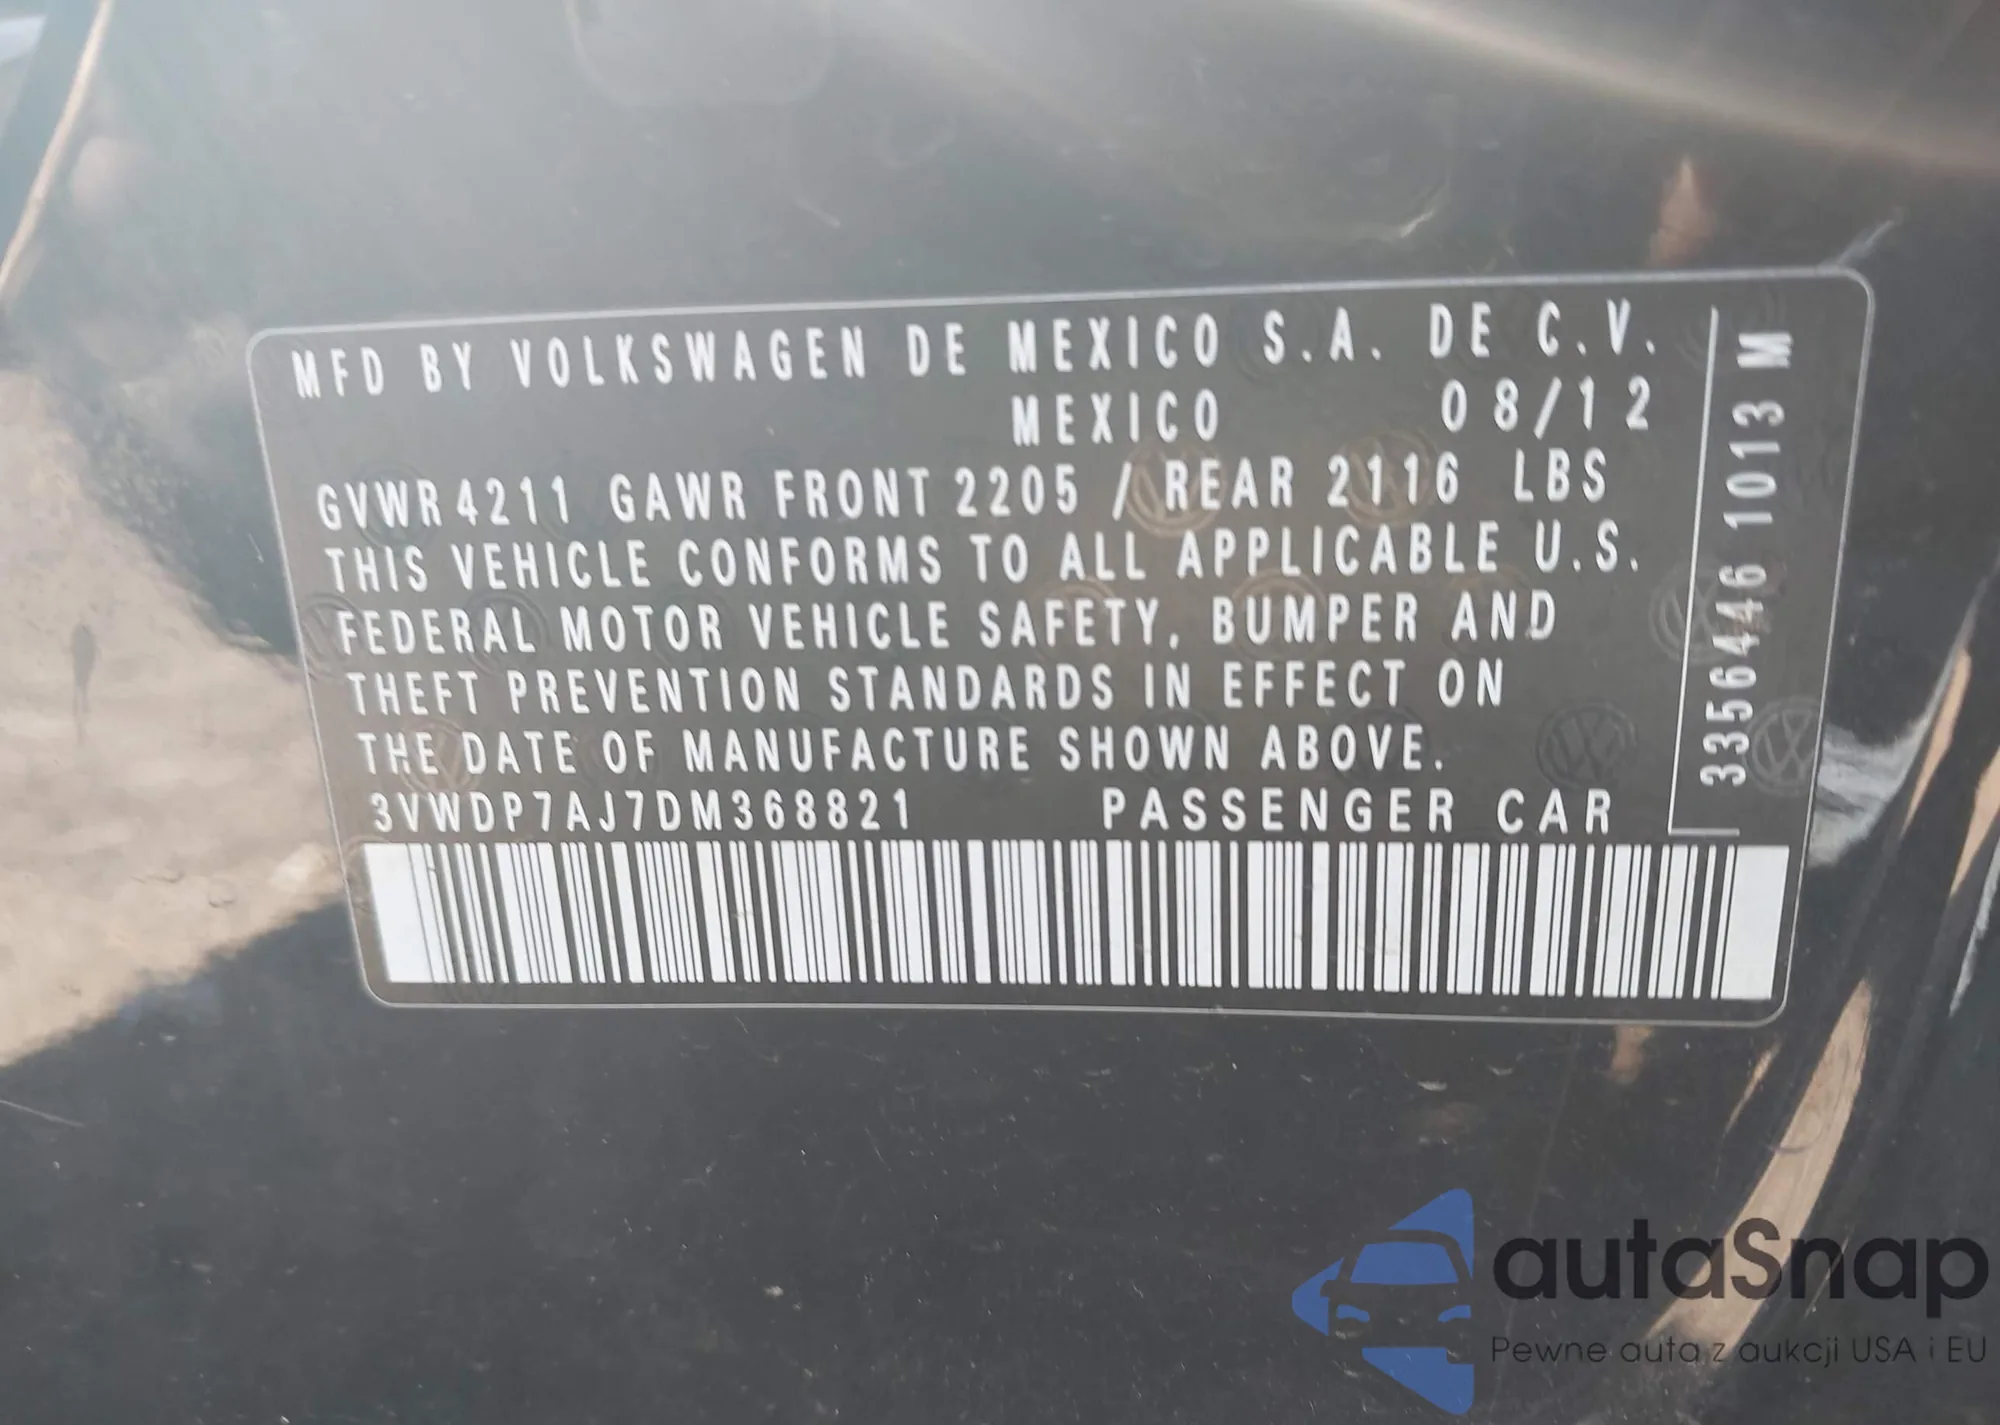 MFD BY VOLKSWAGEN DE MEXICO S.A. DE C.V.
MEXICO 08/12
GVWR 4211 GAWR FRONT 2205 / REAR 2116 LBS
THIS VEHICLE CONFORMS TO ALL APPLICABLE U.S.
FEDERAL MOTOR VEHICLE SAFETY, BUMPER AND
THEFT PREVENTION STANDARDS IN EFFECT ON
THE DATE OF MANUFACTURE SHOWN ABOVE.
3VWDP7AJ7DM368821 PASSENGER CAR
33564446 1013 M
autaSnap
Pewne auta z aukcji USA i EU